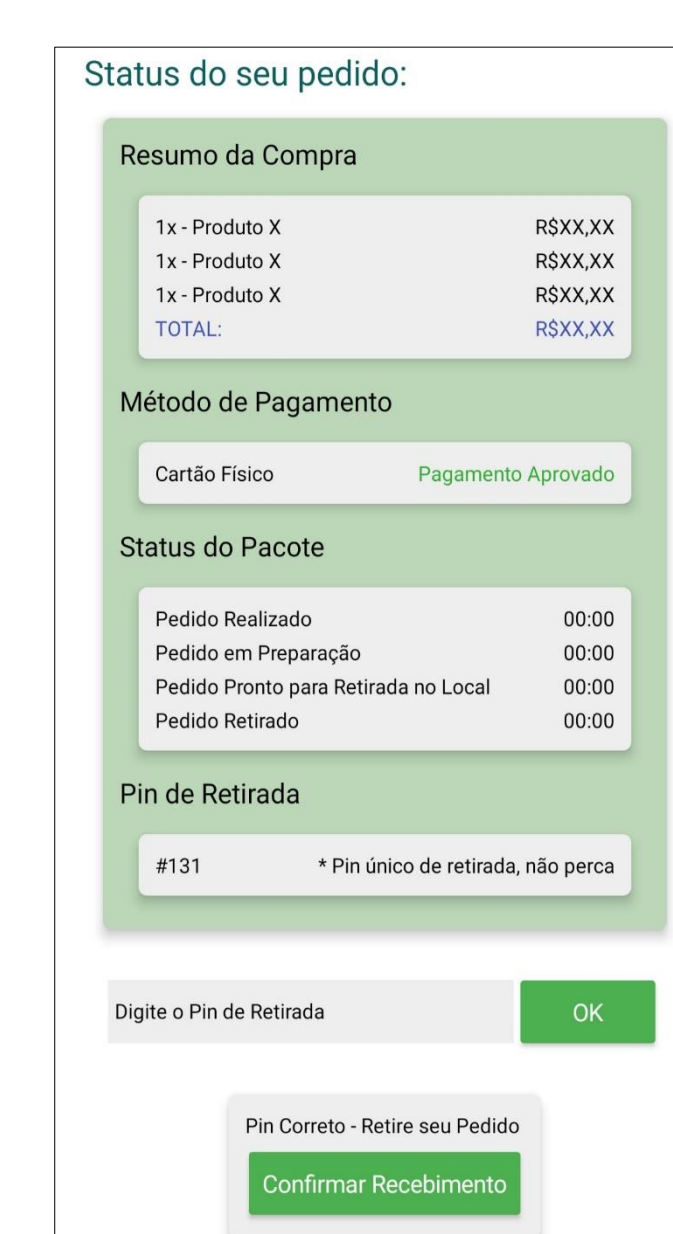 Status do seu pedido:
Resumo da Compra
1x - Produto X R$XX,XX
1x - Produto X R$XX,XX
1x - Produto X R$XX,XX
TOTAL: R$XX,XX
Método de Pagamento
Cartão Físico Pagamento Aprovado
Status do Pacote
Pedido Realizado 00:00
Pedido em Preparação 00:00
Pedido Pronto para Retirada no Local 00:00
Pedido Retirado 00:00
Pin de Retirada
#131 * Pin único de retirada, não perca
Digite o Pin de Retirada OK
Pin Correto - Retire seu Pedido
Confirmar Recebimento